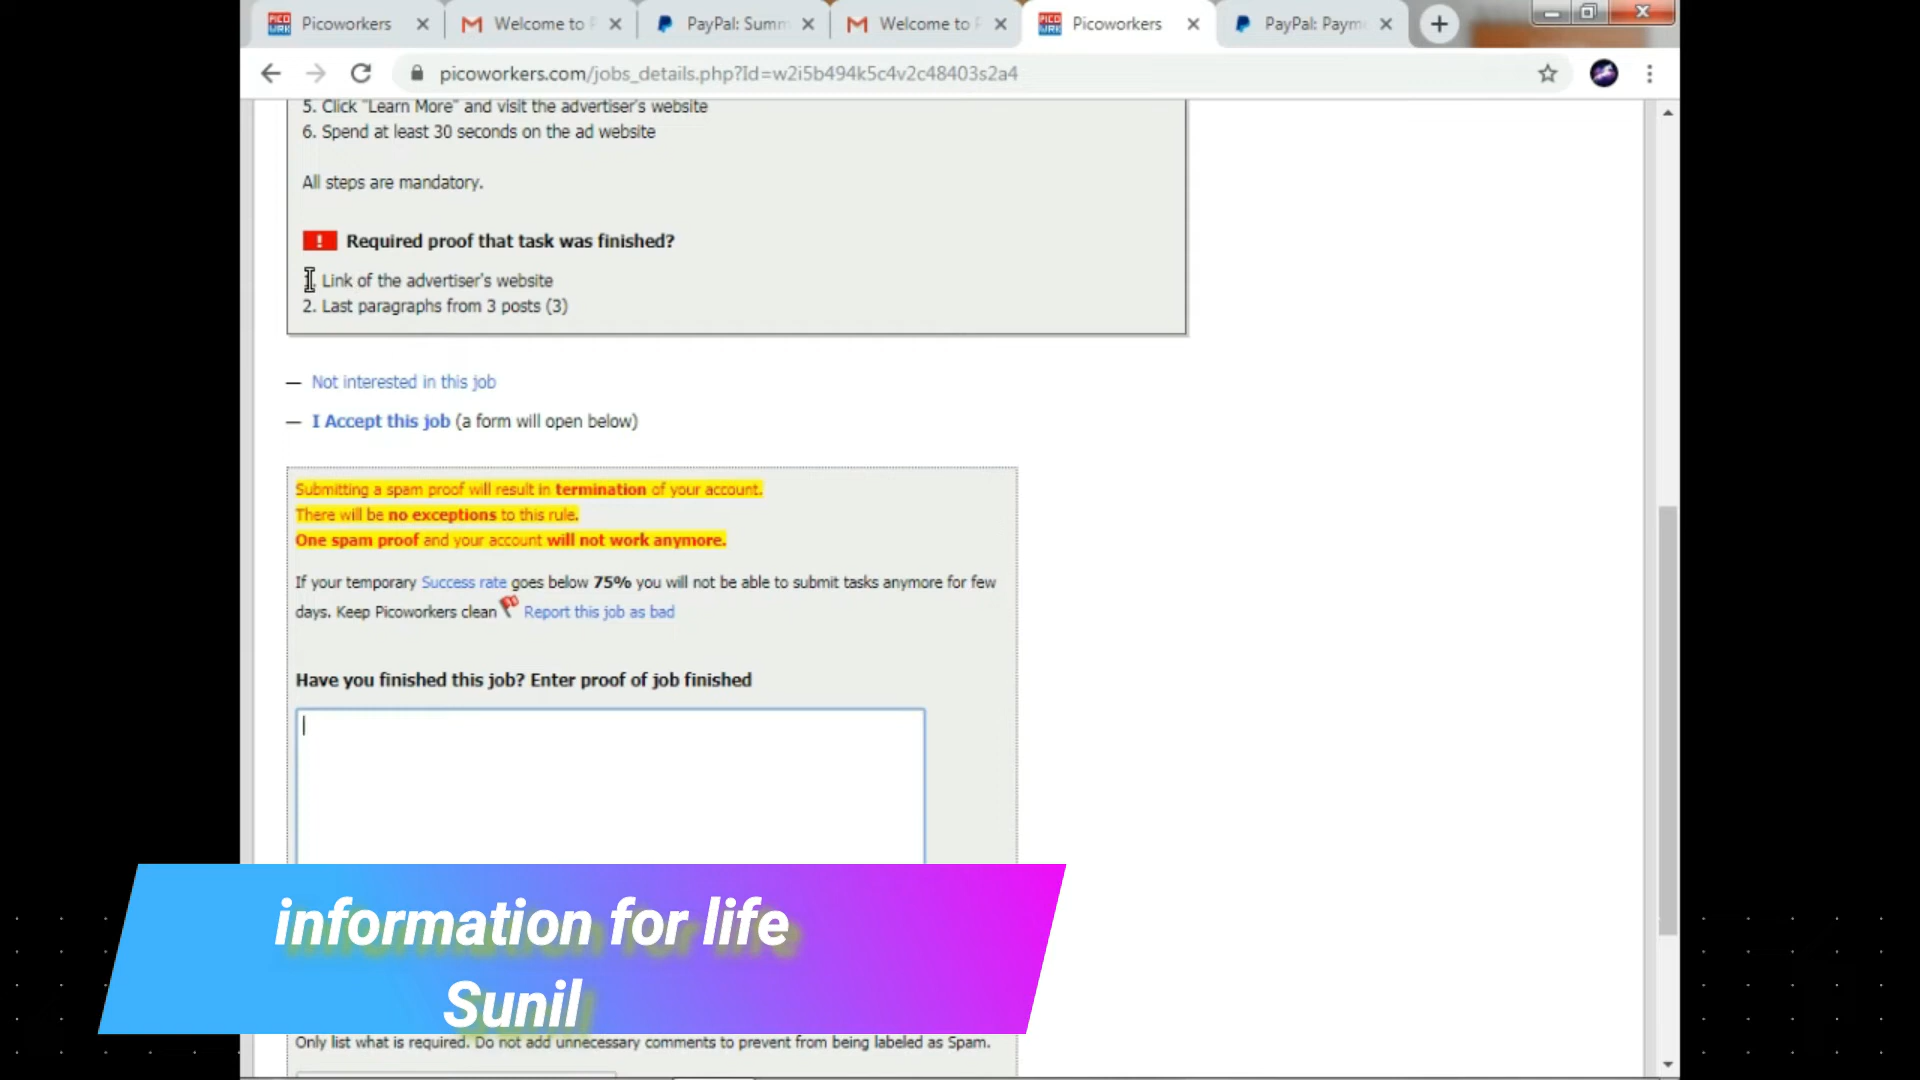 Picoworkers
Welcome to
PayPal: Summ
Welcome to
Picoworkers
PayPal: Paym
picoworkers.com/jobs_details.php?Id=w2i5b494k5c4v2c48403s2a4
5. Click "Learn More" and visit the advertiser's website
6. Spend at least 30 seconds on the ad website
All steps are mandatory.
! Required proof that task was finished?
Link of the advertiser's website
2. Last paragraphs from 3 posts (3)
— Not interested in this job
— I Accept this job (a form will open below)
Submitting a spam proof will result in termination of your account.
There will be no exceptions to this rule.
One spam proof and your account will not work anymore.
If your temporary Success rate goes below 75% you will not be able to submit tasks anymore for few
days. Keep Picoworkers clean Report this job as bad
Have you finished this job? Enter proof of job finished
information for life
Sunil
Only list what is required. Do not add unnecessary comments to prevent from being labeled as Spam.